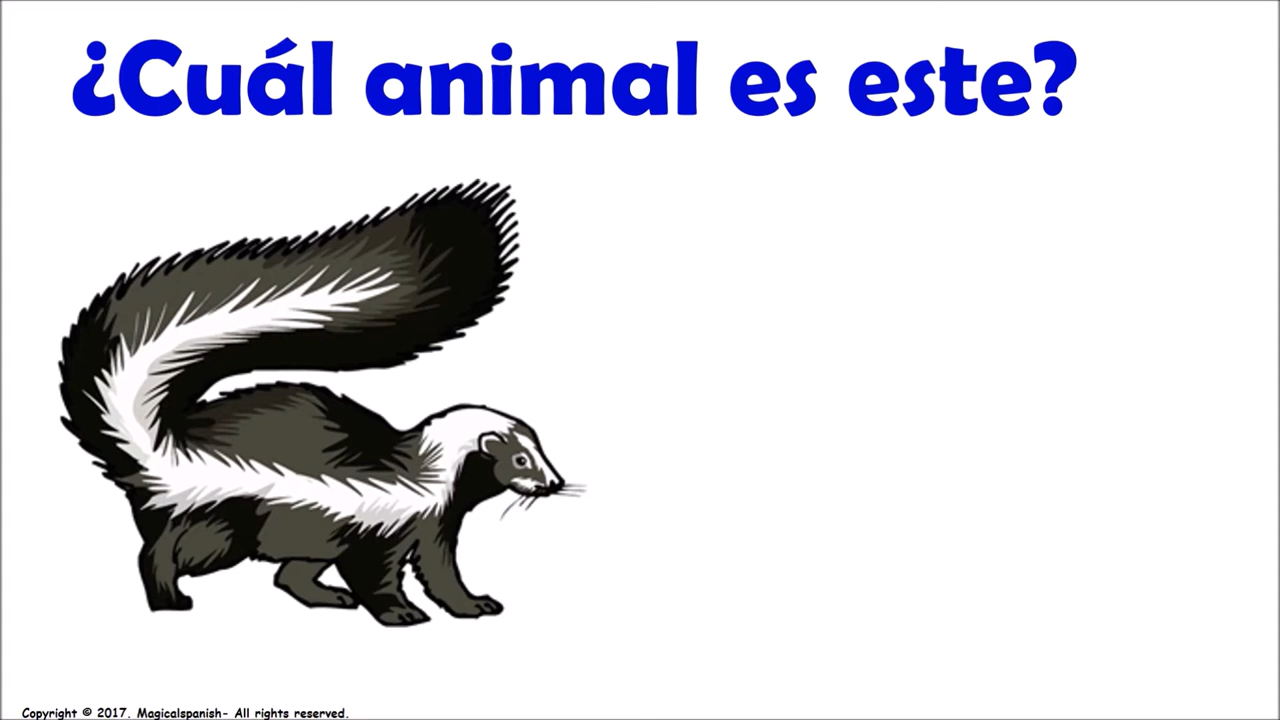 ¿Cuál animal es este?
Copyright © 2017. Magicalspanish- All rights reserved.